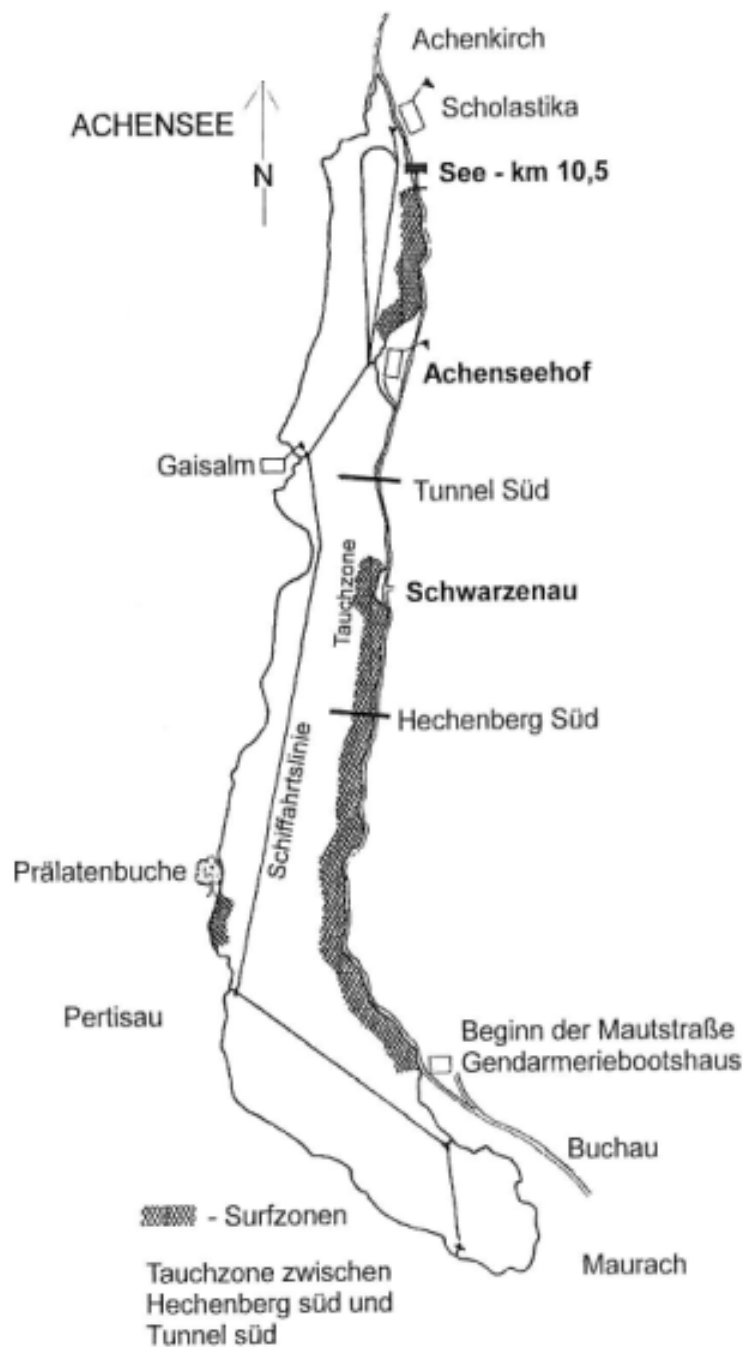 Achenkirch
Scholastika
ACHENSEE
N
See - km 10,5
Achenseehof
Gaisalm
Tunnel Süd
Tauchzone
Schwarzenau
Hechenberg Süd
Schiffahrtslinie
Prälatenbuche
Pertisau
Beginn der Mautstraße
Gendarmeriebootshaus
Buchau
- Surfzonen
Maurach
Tauchzone zwischen
Hechenberg süd und
Tunnel süd